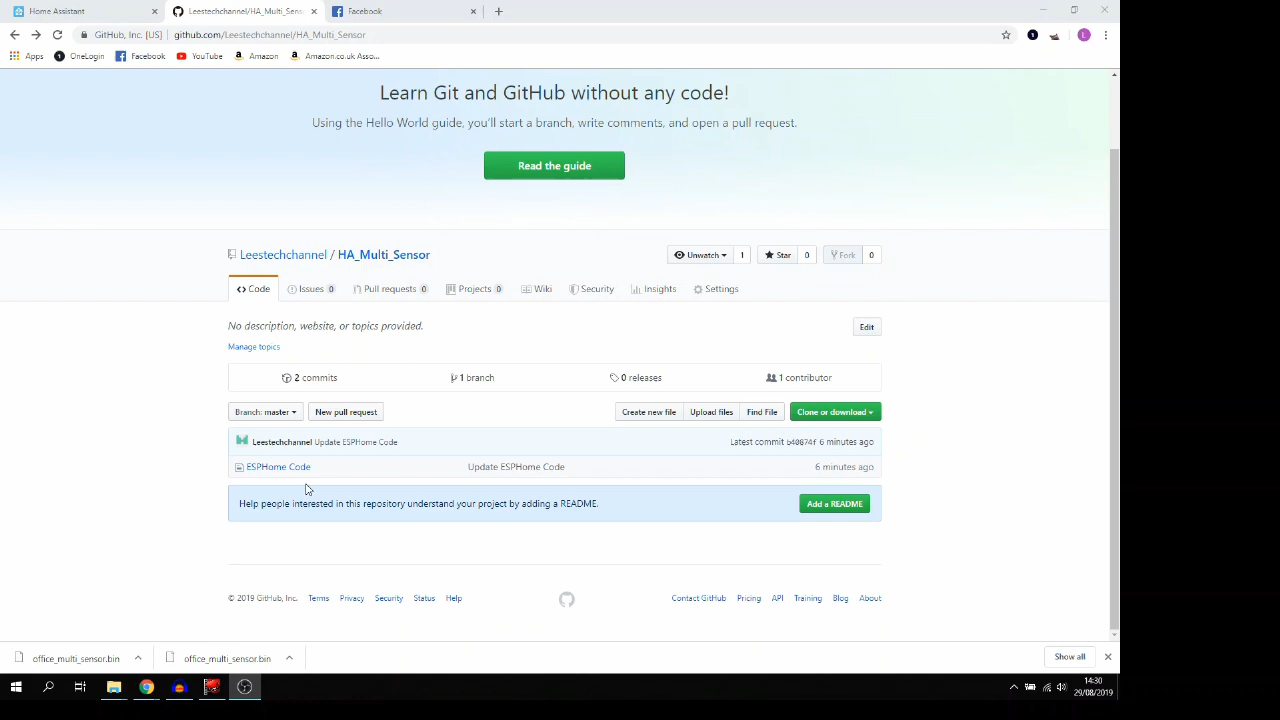 Home Assistant
Leestechchannel/HA_Multi_Sens
Facebook
GitHub, Inc. [US]
github.com/Leestechchannel/HA_Multi_Sensor
L
Apps
OneLogin
Facebook
YouTube
Amazon
Amazon.co.uk Asso...
Learn Git and GitHub without any code!
Using the Hello World guide, you'll start a branch, write comments, and open a pull request.
Read the guide
Leestechchannel / HA_Multi_Sensor
Unwatch 1
Star 0
Fork 0
Code
Issues 0
Pull requests 0
Projects 0
Wiki
Security
Insights
Settings
No description, website, or topics provided.
Edit
Manage topics
2 commits
1 branch
0 releases
1 contributor
Branch: master
New pull request
Create new file
Upload files
Find File
Clone or download
Leestechchannel Update ESPHome Code
Latest commit b40874f 6 minutes ago
ESPHome Code
Update ESPHome Code
6 minutes ago
Help people interested in this repository understand your project by adding a README.
Add a README
© 2019 GitHub, Inc.
Terms
Privacy
Security
Status
Help
Contact GitHub
Pricing
API
Training
Blog
About
office_multi_sensor.bin
office_multi_sensor.bin
Show all
14:30
29/08/2019